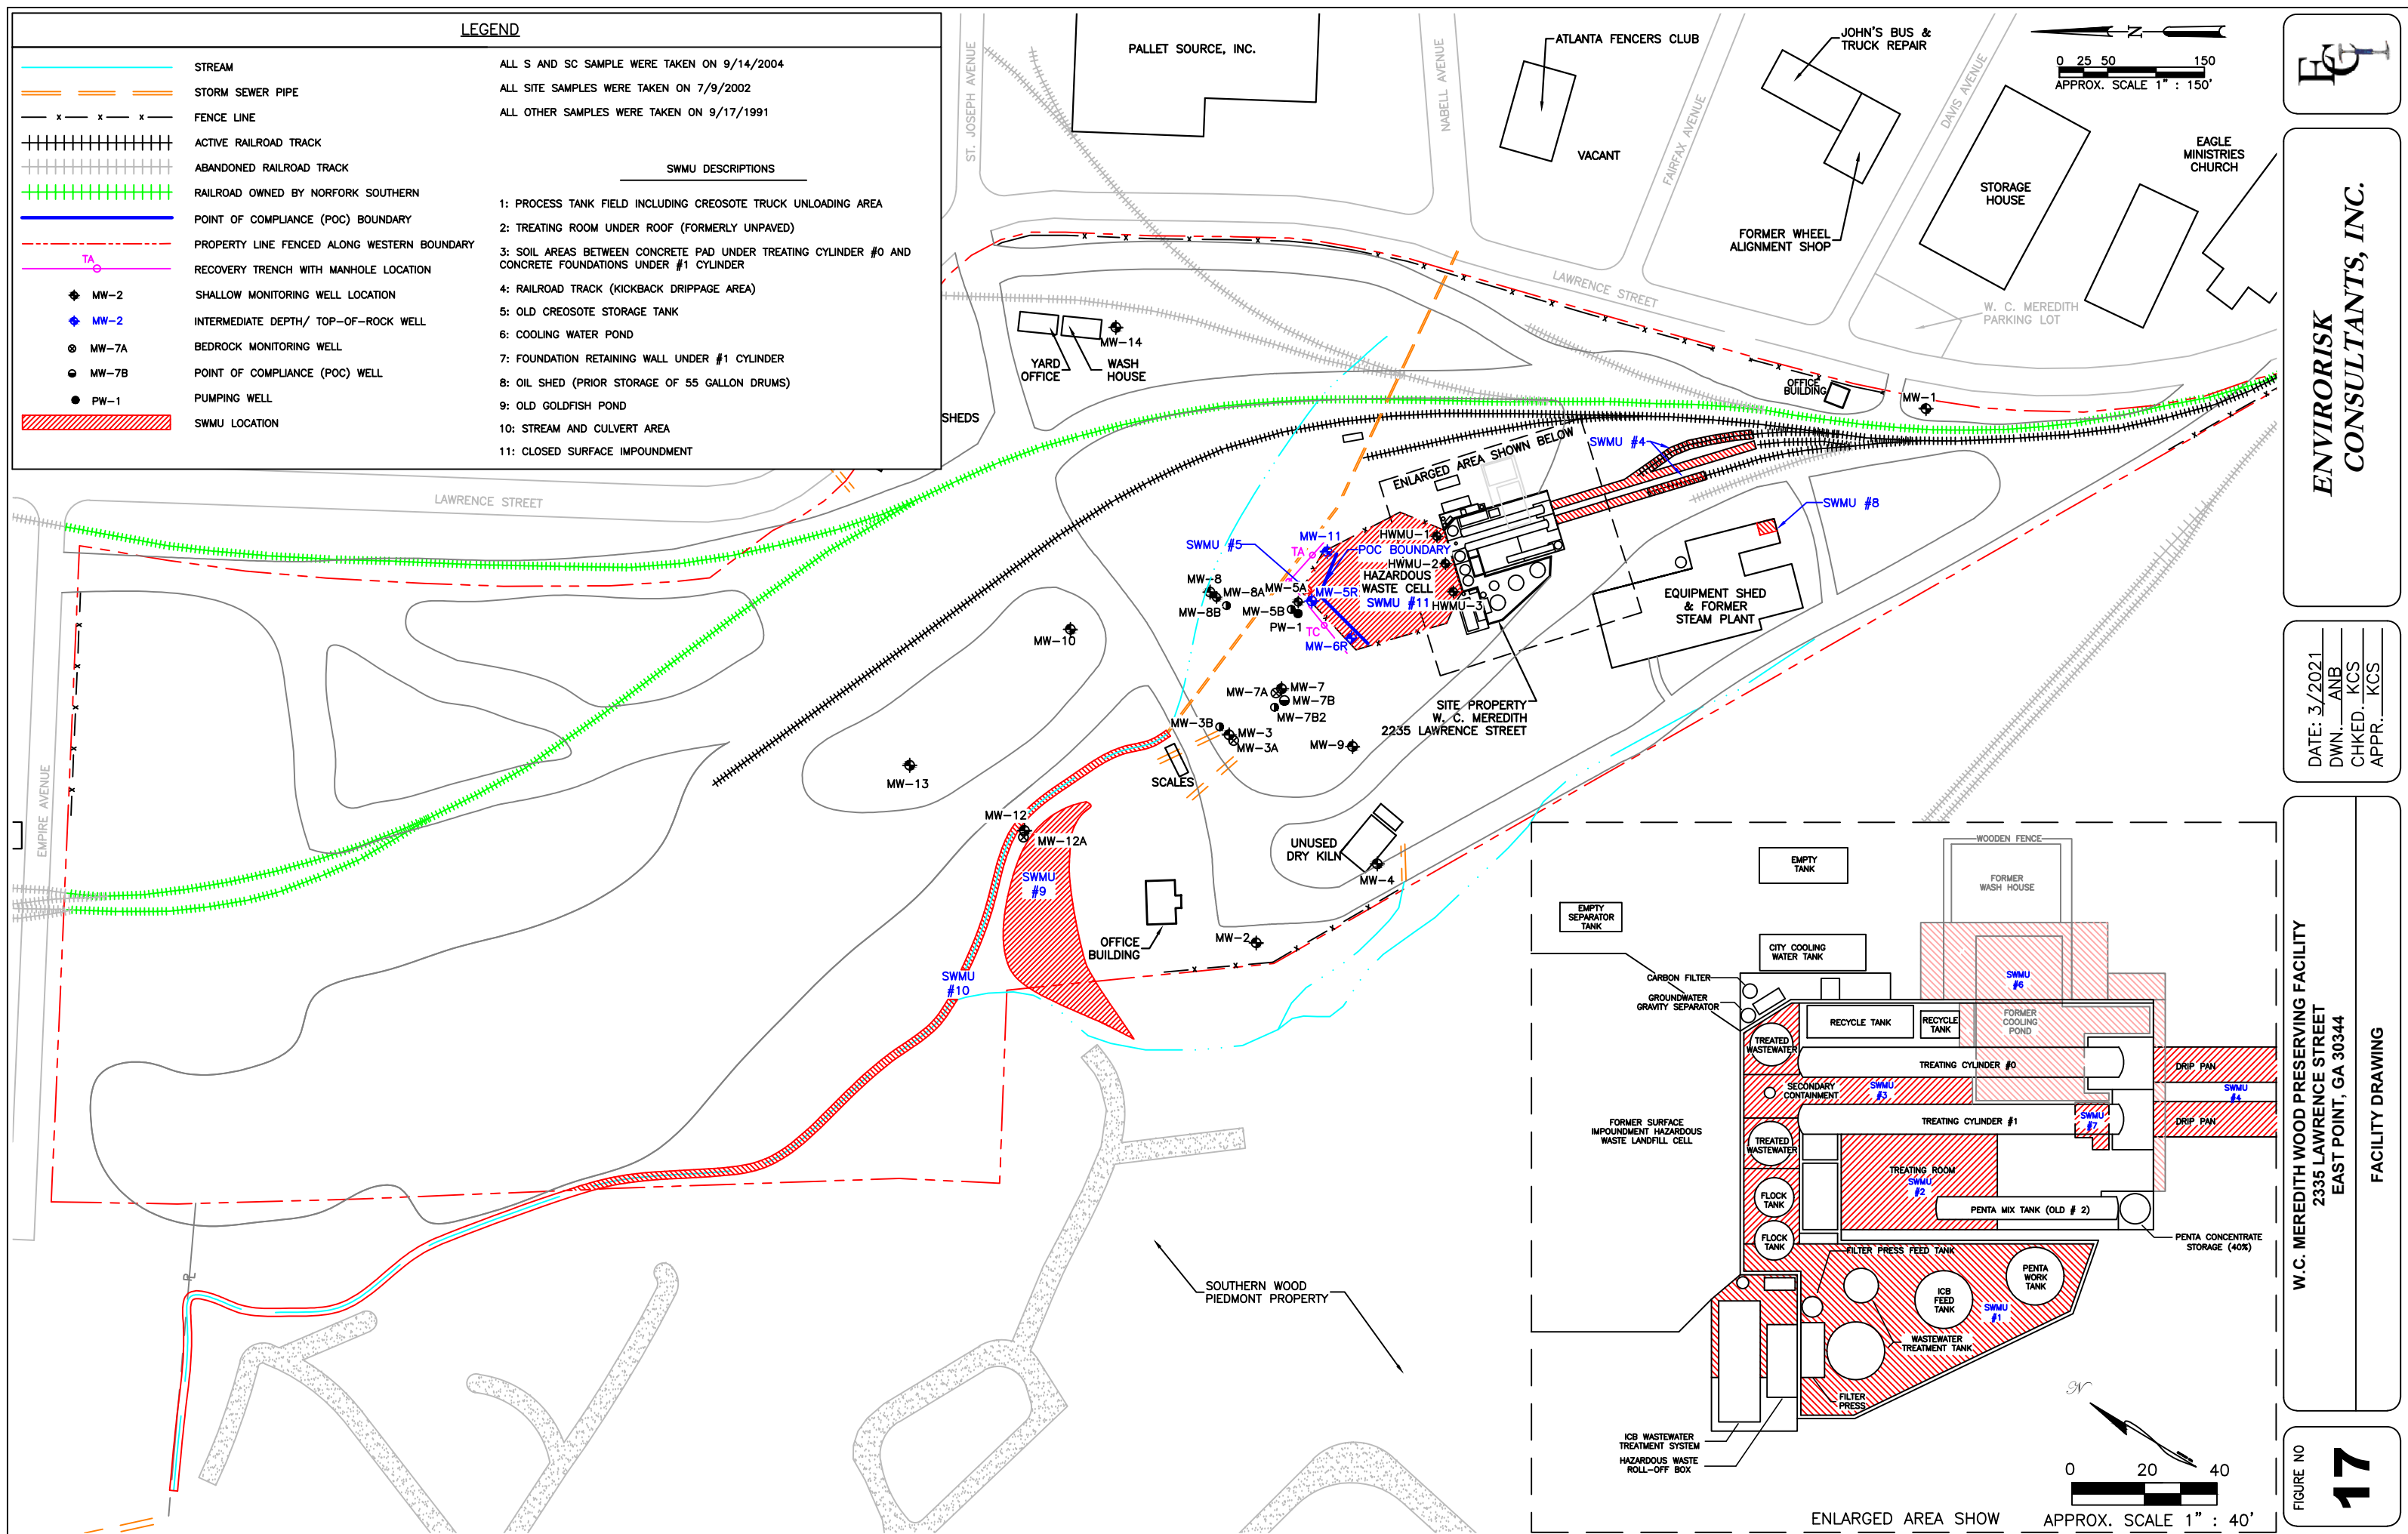 LEGEND
STREAM
STORM SEWER PIPE
x x x FENCE LINE
ACTIVE RAILROAD TRACK
ABANDONED RAILROAD TRACK
RAILROAD OWNED BY NORFORK SOUTHERN
POINT OF COMPLIANCE (POC) BOUNDARY
PROPERTY LINE FENCED ALONG WESTERN BOUNDARY
TA RECOVERY TRENCH WITH MANHOLE LOCATION
MW-2 SHALLOW MONITORING WELL LOCATION
MW-2 INTERMEDIATE DEPTH/ TOP-OF-ROCK WELL
MW-7A BEDROCK MONITORING WELL
MW-7B POINT OF COMPLIANCE (POC) WELL
PW-1 PUMPING WELL
SWMU LOCATION
ALL S AND SC SAMPLE WERE TAKEN ON 9/14/2004
ALL SITE SAMPLES WERE TAKEN ON 7/9/2002
ALL OTHER SAMPLES WERE TAKEN ON 9/17/1991
SWMU DESCRIPTIONS
1: PROCESS TANK FIELD INCLUDING CREOSOTE TRUCK UNLOADING AREA
2: TREATING ROOM UNDER ROOF (FORMERLY UNPAVED)
3: SOIL AREAS BETWEEN CONCRETE PAD UNDER TREATING CYLINDER #0 AND
CONCRETE FOUNDATIONS UNDER #1 CYLINDER
4: RAILROAD TRACK (KICKBACK DRIPPAGE AREA)
5: OLD CREOSOTE STORAGE TANK
6: COOLING WATER POND
7: FOUNDATION RETAINING WALL UNDER #1 CYLINDER
8: OIL SHED (PRIOR STORAGE OF 55 GALLON DRUMS)
9: OLD GOLDFISH POND
10: STREAM AND CULVERT AREA
11: CLOSED SURFACE IMPOUNDMENT
ST. JOSEPH AVENUE
PALLET SOURCE, INC.
NABELL AVENUE
ATLANTA FENCERS CLUB
VACANT
FAIRFAX AVENUE
JOHN'S BUS &
TRUCK REPAIR
FORMER WHEEL
ALIGNMENT SHOP
DAVIS AVENUE
N
0 25 50 150
APPROX. SCALE 1" : 150'
STORAGE
HOUSE
EAGLE
MINISTRIES
CHURCH
W. C. MEREDITH
PARKING LOT
LAWRENCE STREET
OFFICE
BUILDING
MW-1
MW-14
YARD
OFFICE
WASH
HOUSE
SHEDS
LAWRENCE STREET
EMPIRE AVENUE
ENLARGED AREA SHOWN BELOW
SWMU #4
SWMU #8
EQUIPMENT SHED
& FORMER
STEAM PLANT
SWMU #5
TA
MW-11
POC BOUNDARY
HWMU-1
HWMU-2
HWMU-3
HAZARDOUS
WASTE CELL
SWMU #11
MW-5A
MW-5R
MW-5B
PW-1
TC
MW-6R
MW-8
MW-8A
MW-8B
MW-10
MW-13
MW-7A
MW-7
MW-7B
MW-7B2
MW-3B
MW-3
MW-3A
MW-9
SITE PROPERTY
W. C. MEREDITH
2235 LAWRENCE STREET
SCALES
MW-12
MW-12A
SWMU
#9
SWMU
#10
OFFICE
BUILDING
UNUSED
DRY KILN
MW-4
MW-2
PL
SOUTHERN WOOD
PIEDMONT PROPERTY
WOODEN FENCE
FORMER
WASH HOUSE
EMPTY
TANK
EMPTY
SEPARATOR
TANK
CITY COOLING
WATER TANK
CARBON FILTER
GROUNDWATER
GRAVITY SEPARATOR
SWMU
#6
FORMER
COOLING
POND
RECYCLE TANK
RECYCLE
TANK
TREATED
WASTEWATER
TREATING CYLINDER #0
SECONDARY
CONTAINMENT
SWMU
#3
DRIP PAN
SWMU
#4
DRIP PAN
TREATING CYLINDER #1
SWMU
#7
FORMER SURFACE
IMPOUNDMENT HAZARDOUS
WASTE LANDFILL CELL
TREATED
WASTEWATER
TREATING ROOM
SWMU
#2
FLOCK
TANK
FLOCK
TANK
PENTA MIX TANK (OLD # 2)
PENTA CONCENTRATE
STORAGE (40%)
FILTER PRESS FEED TANK
PENTA
WORK
TANK
ICB
FEED
TANK
SWMU
#1
WASTEWATER
TREATMENT TANK
FILTER
PRESS
ICB WASTEWATER
TREATMENT SYSTEM
HAZARDOUS WASTE
ROLL-OFF BOX
N
0 20 40
ENLARGED AREA SHOW APPROX. SCALE 1" : 40'
ECI
ENVIRORISK
CONSULTANTS, INC.
DATE: 3/2021
DWN. ANB
CHKED. KCS
APPR. KCS
W.C. MEREDITH WOOD PRESERVING FACILITY
2335 LAWRENCE STREET
EAST POINT, GA 30344
FACILITY DRAWING
FIGURE NO
17